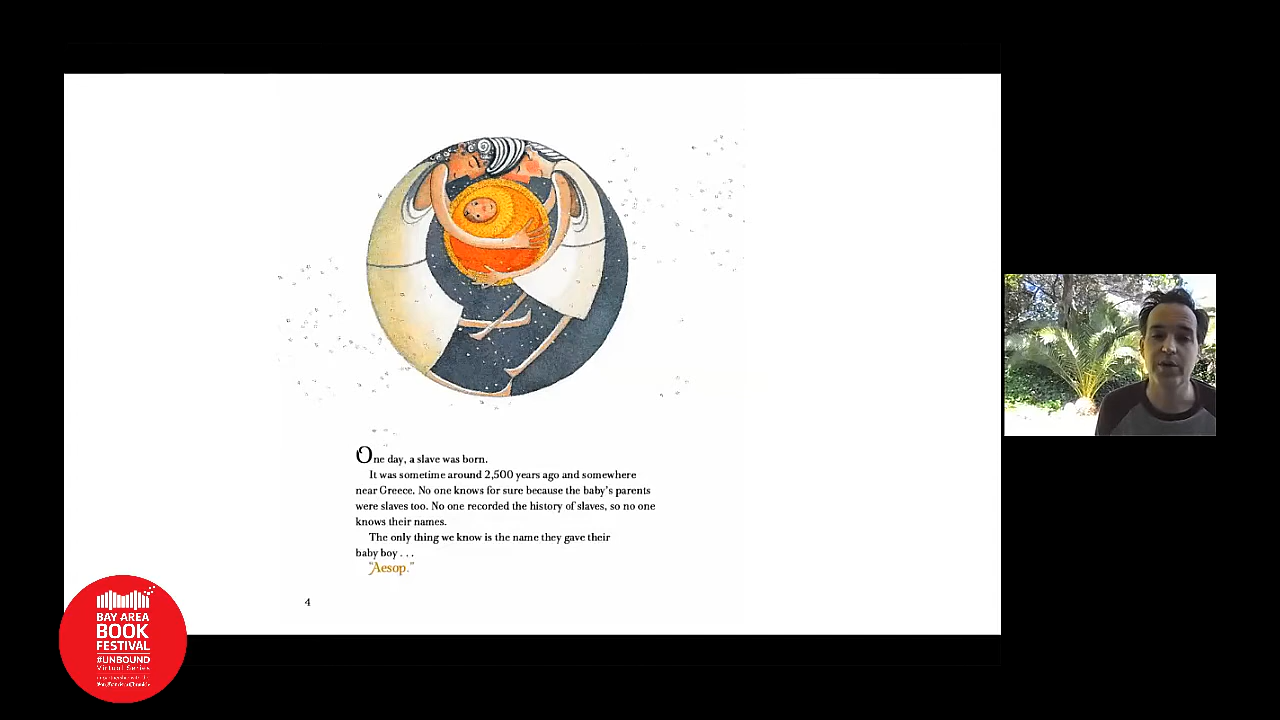 One day, a slave was born.
It was sometime around 2,500 years ago and somewhere
near Greece. No one knows for sure because the baby's parents
were slaves too. No one recorded the history of slaves, so no one
knows their names.
The only thing we know is the name they gave their
baby boy . . .
"Aesop."
4
BAY AREA
BOOK
FESTIVAL
#UNBOUND
Virtual Series